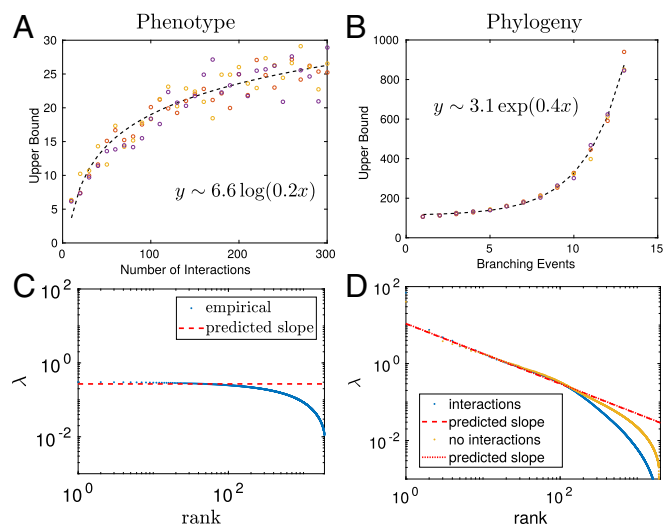 Phenotype
Phylogeny
A
B
Upper Bound
30
25
20
15
10
5
0
0
100
200
300
Number of Interactions
y ~ 6.6 log(0.2x)
Upper Bound
1000
800
600
400
200
0
0
5
10
15
Branching Events
y ~ 3.1 exp(0.4x)
C
D
λ
10^2
10^0
10^-2
10^0
10^2
rank
empirical
predicted slope
λ
10^2
10^0
10^-2
10^0
10^2
rank
interactions
predicted slope
no interactions
predicted slope